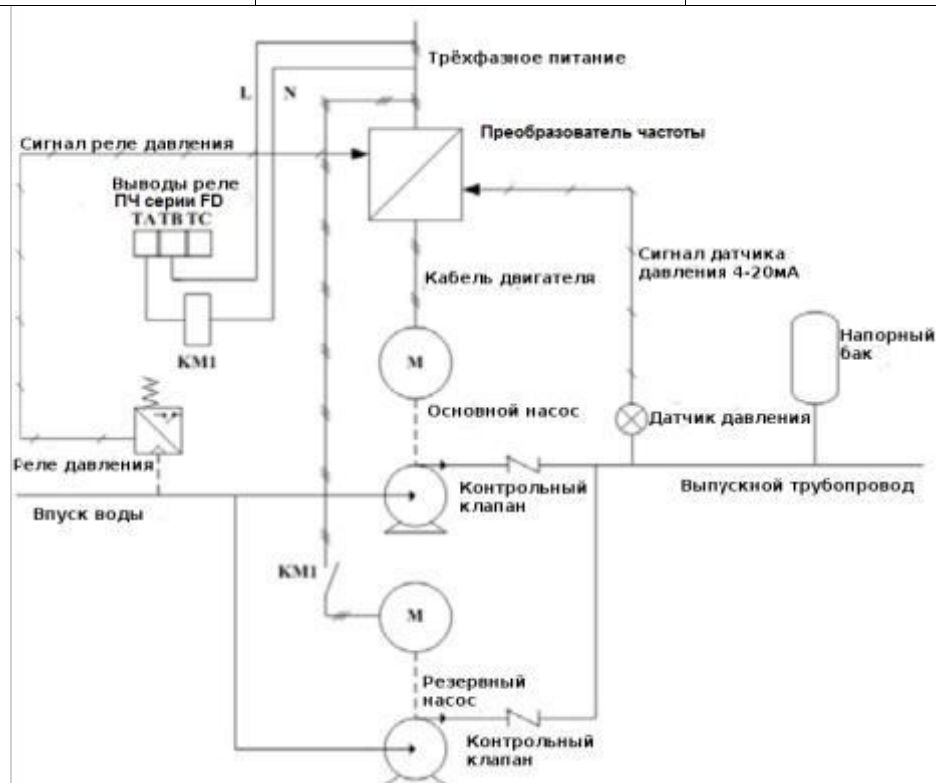 Трёхфазное питание
L N
Преобразователь частоты
Сигнал реле давления
Выводы реле
ПЧ серии FD
TA TB TC
Сигнал датчика
давления 4-20мА
Кабель двигателя
KM1
M
Напорный
бак
Основной насос
Датчик давления
Реле давления
Контрольный
клапан
Выпускной трубопровод
Впуск воды
KM1
M
Резервный
насос
Контрольный
клапан